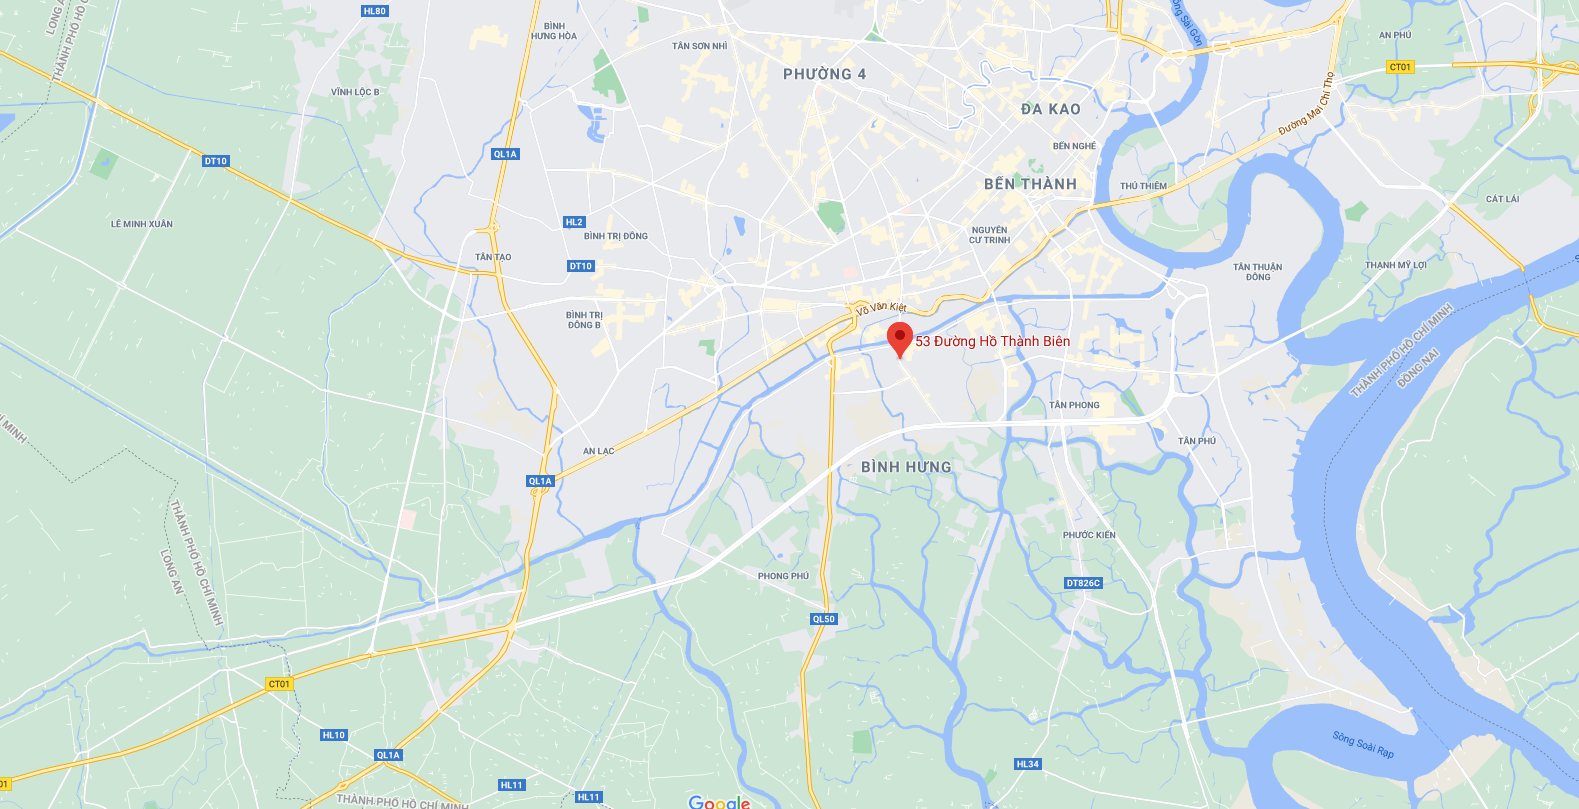 HL80
BÌNH
HƯNG HÒA
TÂN SƠN NHÌ
PHƯỜNG 4
Sông Sài Gòn
AN PHÚ
CT01
LONG AN
THÀNH PHỐ HỒ CHÍ MINH
VĨNH LỘC B
ĐA KAO
Đường Mai Chí Thọ
BẾN NGHÉ
QL1A
DT10
BẾN THÀNH
THỦ THIÊM
CÁT LÁI
LÊ MINH XUÂN
HL2
BÌNH TRỊ ĐÔNG
NGUYỄN
CƯ TRINH
TÂN TẠO
DT10
TÂN THUẬN
ĐÔNG
THẠNH MỸ LỢI
BÌNH TRỊ
ĐÔNG B
Võ Văn Kiệt
53 Đường Hồ Thành Biên
THÀNH PHỐ HỒ CHÍ MINH
ĐỒNG NAI
TÂN PHONG
TÂN PHÚ
CHÍ MINH
AN LẠC
BÌNH HƯNG
QL1A
THÀNH PHỐ HỒ CHÍ MINH
LONG AN
PHƯỚC KIỂN
PHONG PHÚ
DT826C
QL50
CT01
HL10
Sông Soài Rạp
QL1A
HL34
HL11
HL11
01
THÀNH PHỐ HỒ CHÍ MINH
Google